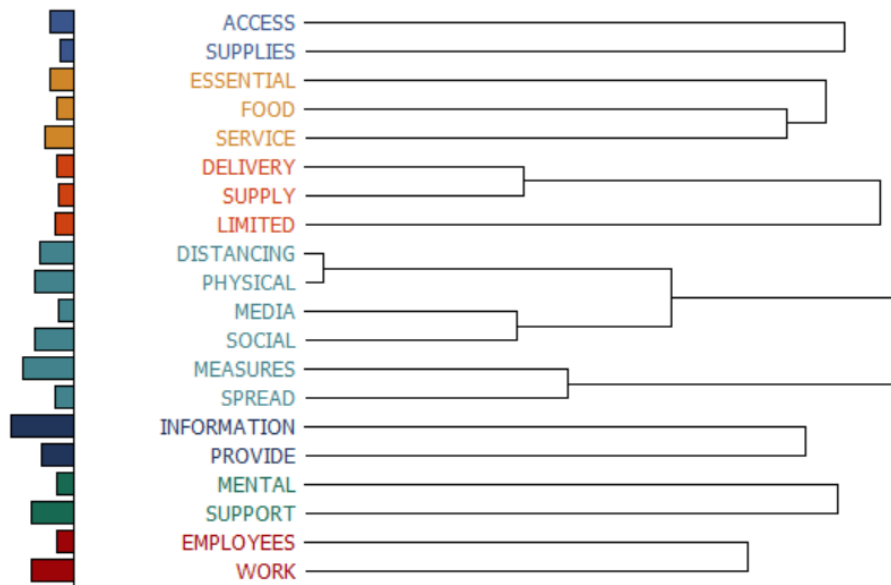 ACCESS
SUPPLIES
ESSENTIAL
FOOD
SERVICE
DELIVERY
SUPPLY
LIMITED
DISTANCING
PHYSICAL
MEDIA
SOCIAL
MEASURES
SPREAD
INFORMATION
PROVIDE
MENTAL
SUPPORT
EMPLOYEES
WORK